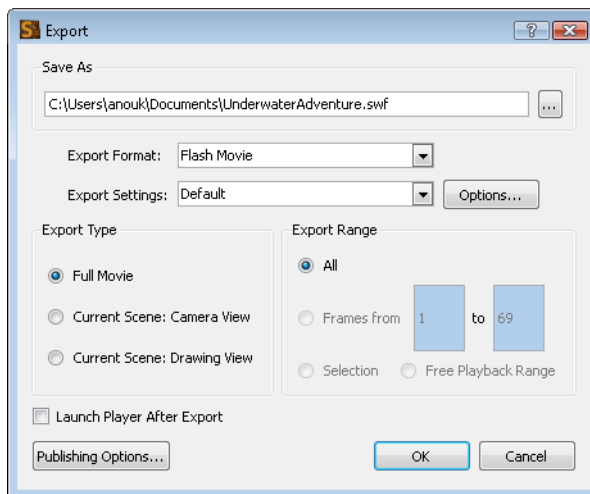 Export
Save As
C:\Users\anouk\Documents\UnderwaterAdventure.swf ...
Export Format: Flash Movie
Export Settings: Default Options...
Export Type
Full Movie
Current Scene: Camera View
Current Scene: Drawing View
Export Range
All
Frames from 1 to 69
Selection Free Playback Range
Launch Player After Export
Publishing Options... OK Cancel